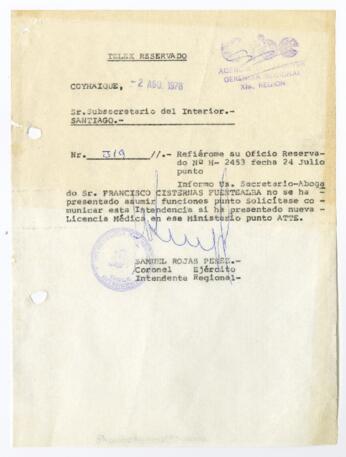 TELEX RESERVADO
GERENCIA REGIONAL
XIa. REGION
COYHAIQUE, -2 AGO. 1978
Sr. Subsecretario del Interior.-
SANTIAGO.-
Nr. 519 //.- Refiérome su Oficio Reserva-
do Nº H- 2453 fecha 24 Julio
punto
Informo Us. Secretario-Aboga
do Sr. FRANCISCO CISTERNAS FUENTEALBA no se ha
presentado asumir funciones punto Solicítase co-
municar esta Intendencia si ha presentado nueva
Licencia Médica en ese Ministerio punto ATTE.
SAMUEL ROJAS PEREZ.-
Coronel Ejército
Intendente Regional-